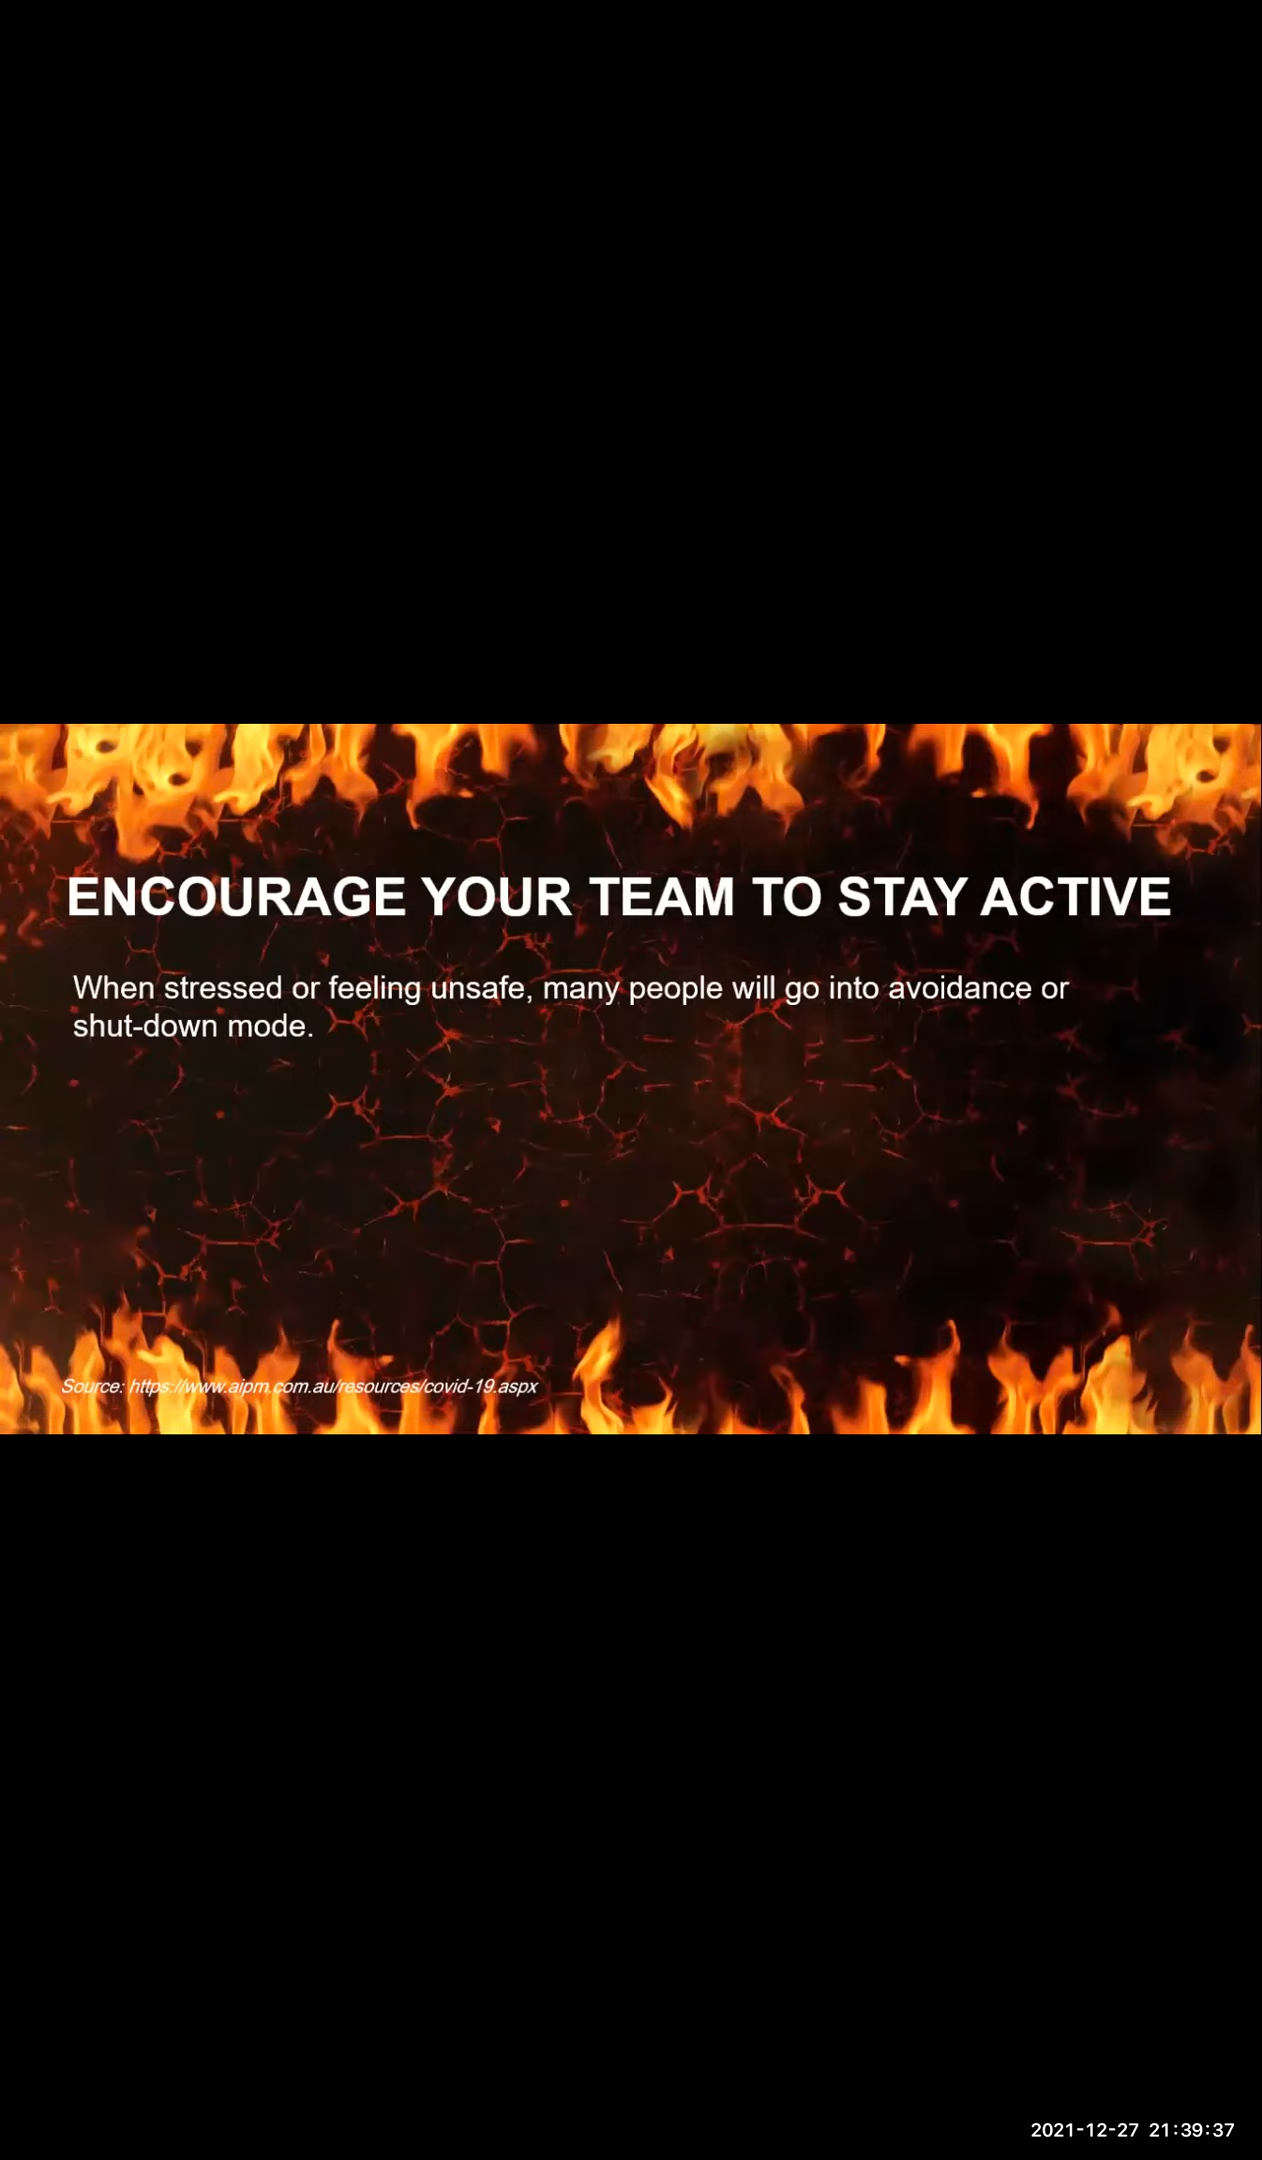 ENCOURAGE YOUR TEAM TO STAY ACTIVE
When stressed or feeling unsafe, many people will go into avoidance or
shut-down mode.
Source: https://www.aipm.com.au/resources/covid-19.aspx
2021-12-27 21:39:37